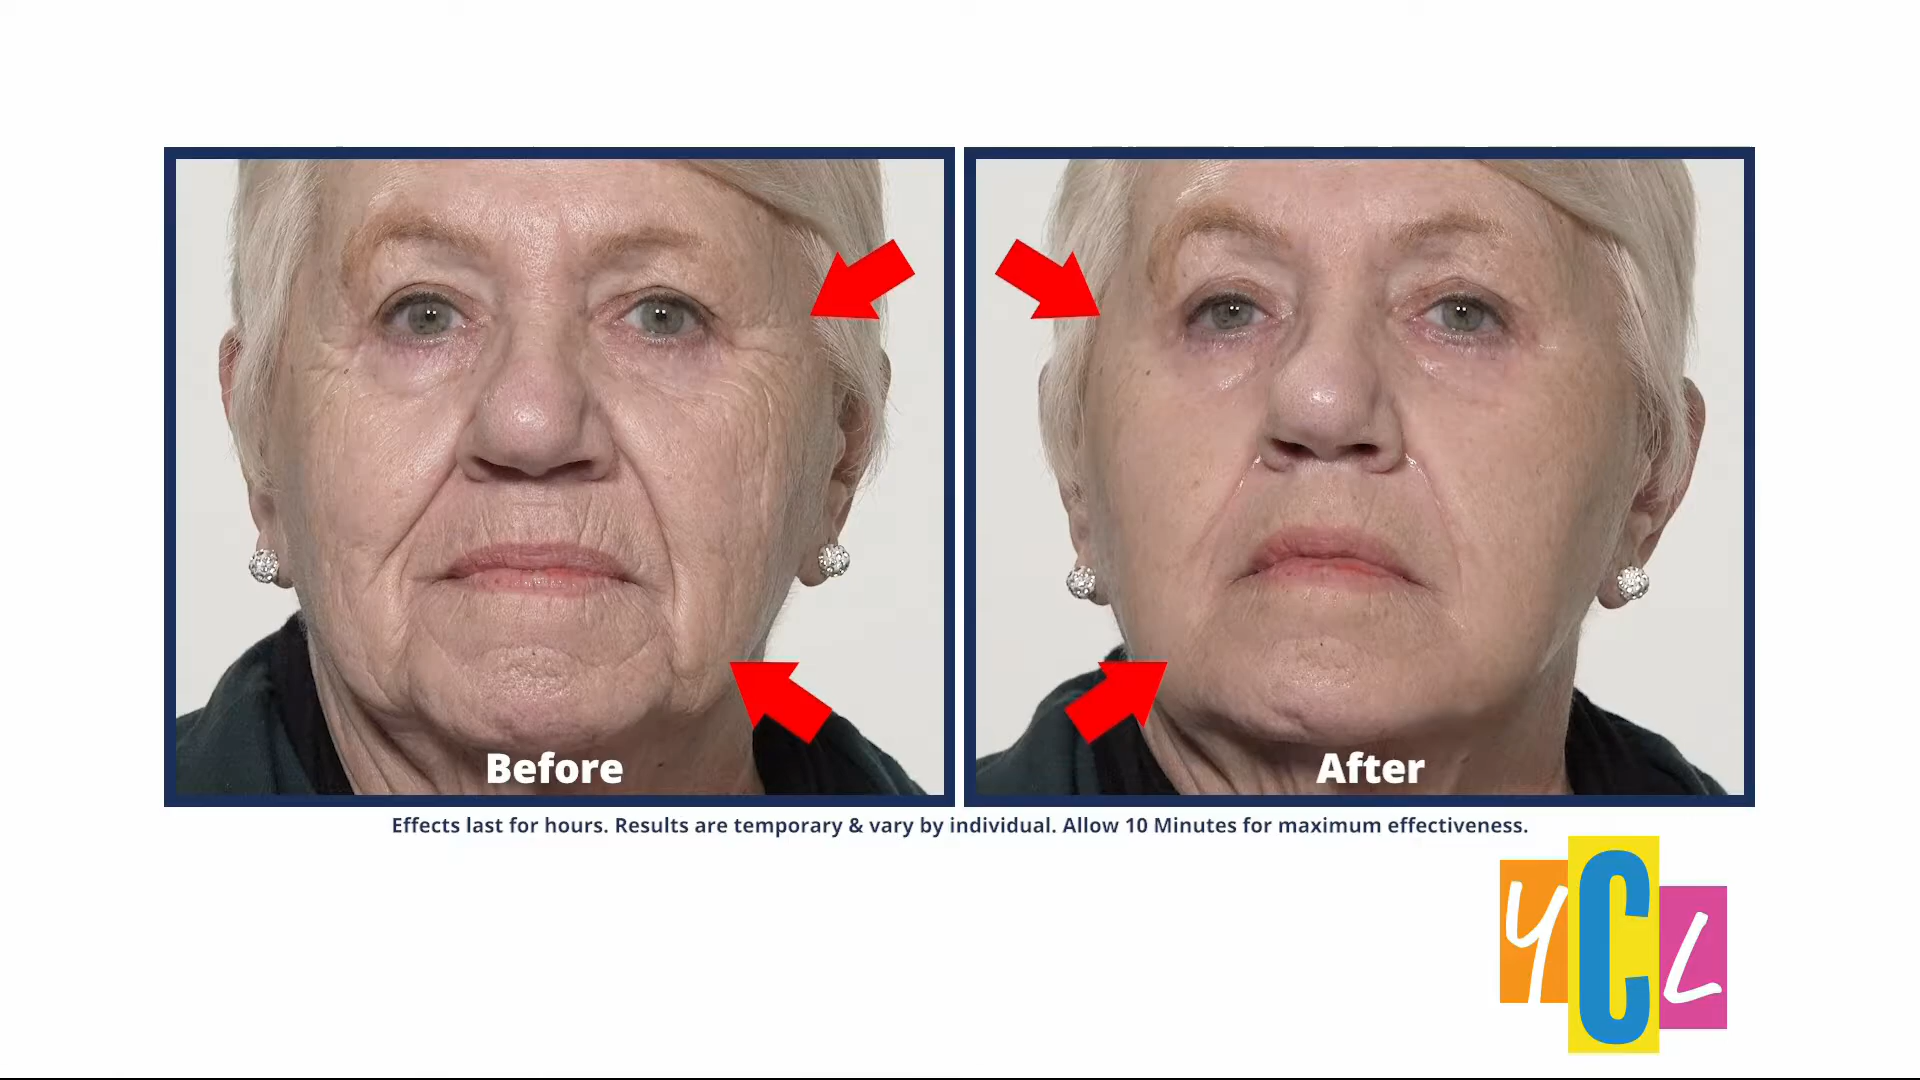 Before
After
Effects last for hours. Results are temporary & vary by individual. Allow 10 Minutes for maximum effectiveness.
YCL